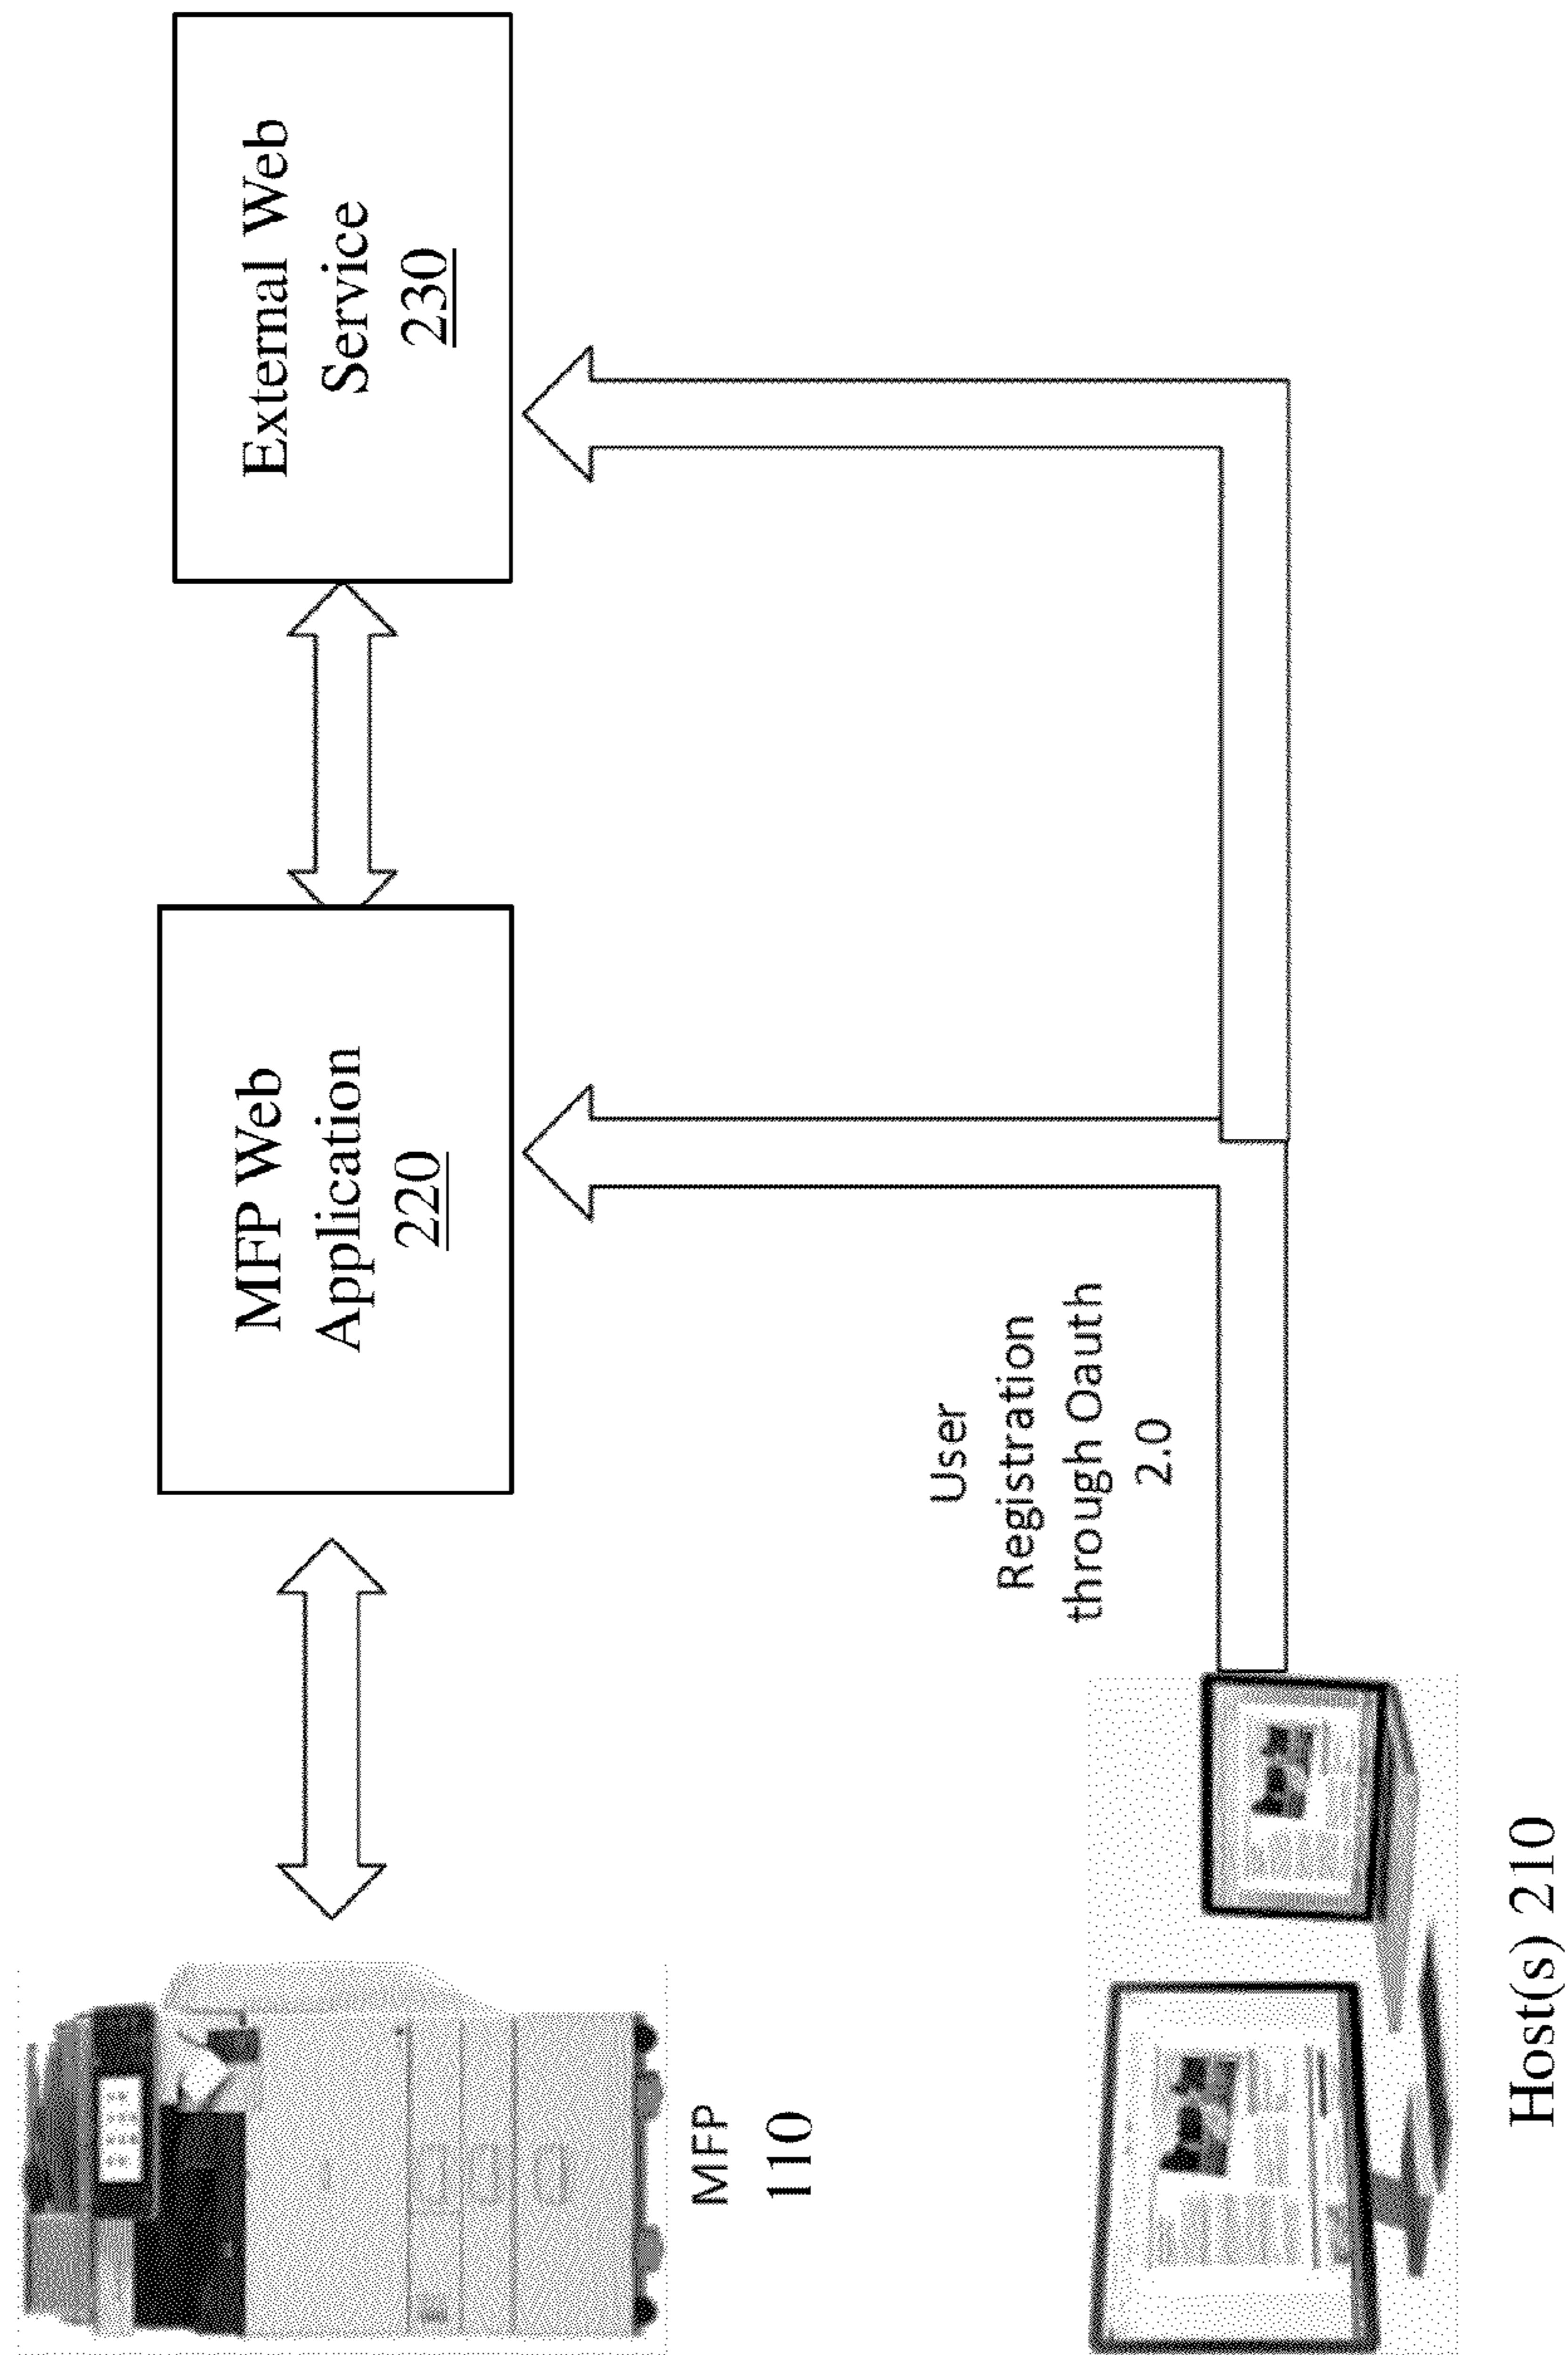 MFP
110
MFP Web
Application
220
External Web
Service
230
User
Registration
through Oauth
2.0
Host(s) 210